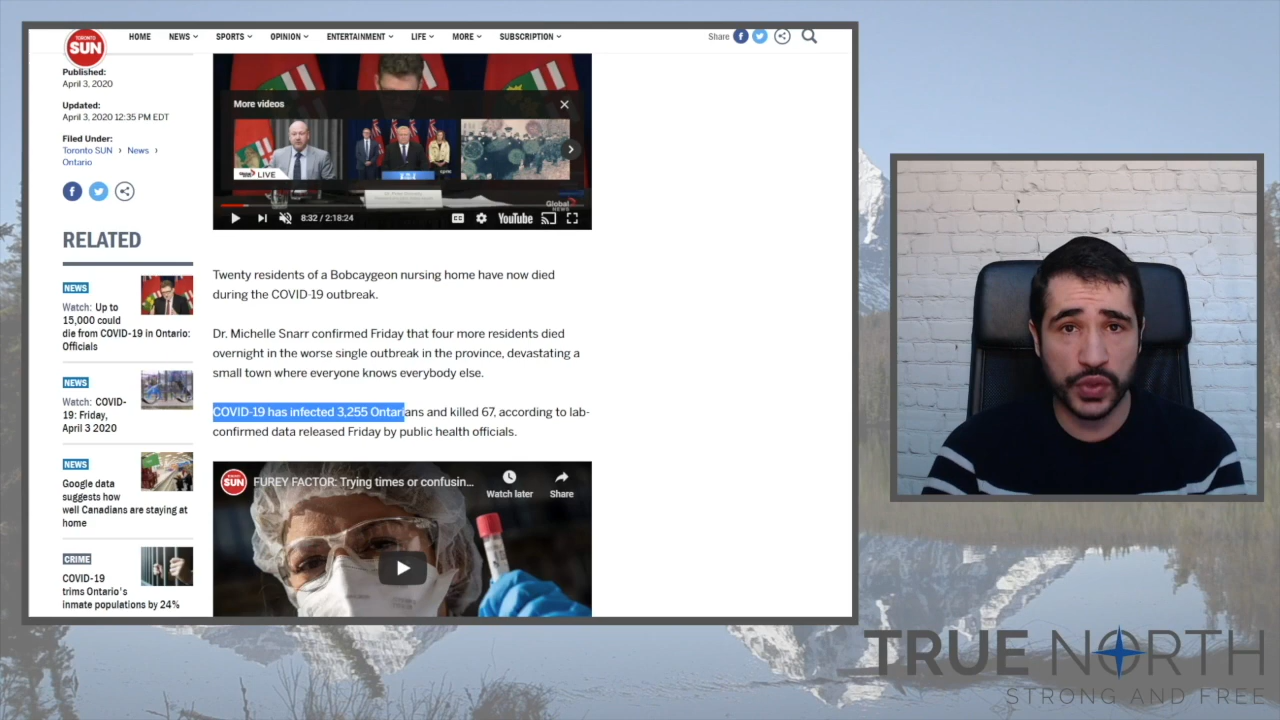 TORONTO
SUN
HOME
NEWS
SPORTS
OPINION
ENTERTAINMENT
LIFE
MORE
SUBSCRIPTION
Share
Published:
April 3, 2020
Updated:
April 3, 2020 12:35 PM EDT
Filed Under:
Toronto SUN › News ›
Ontario
RELATED
NEWS
Watch: Up to
15,000 could
die from COVID-19 in Ontario:
Officials
NEWS
Watch: COVID-
19: Friday,
April 3 2020
NEWS
Google data
suggests how
well Canadians are staying at
home
CRIME
COVID-19
trims Ontario's
inmate populations by 24%
More videos
LIVE
Global
NEWS
8:32 / 2:18:24
CC
YouTube
Twenty residents of a Bobcaygeon nursing home have now died
during the COVID-19 outbreak.
Dr. Michelle Snarr confirmed Friday that four more residents died
overnight in the worse single outbreak in the province, devastating a
small town where everyone knows everybody else.
COVID-19 has infected 3,255 Ontarians and killed 67, according to lab-
confirmed data released Friday by public health officials.
SUN
FUREY FACTOR: Trying times or confusin...
Watch later
Share
TRUE NORTH
STRONG AND FREE